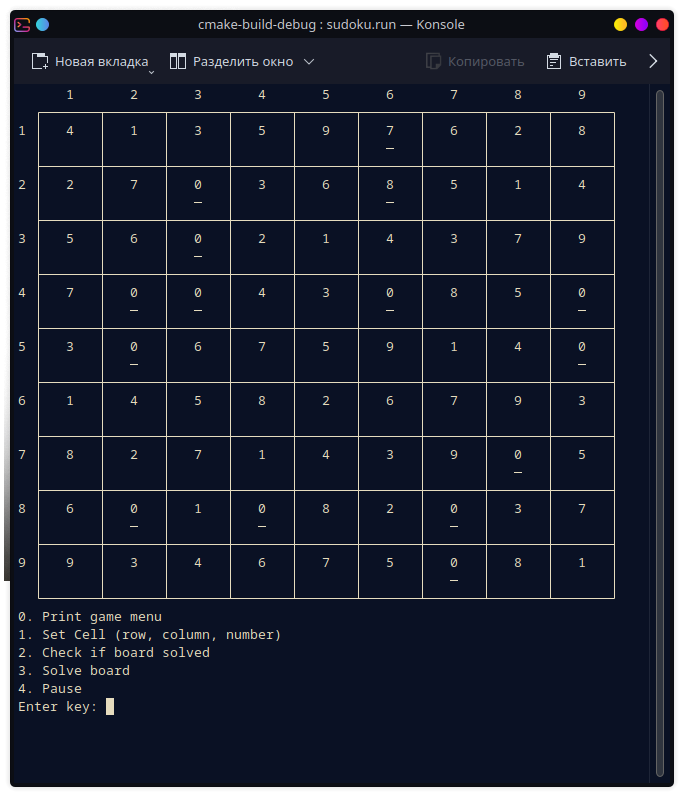 cmake-build-debug : sudoku.run — Konsole
Новая вкладка Разделить окно Копировать Вставить
1 2 3 4 5 6 7 8 9
1 4 1 3 5 9 7 6 2 8
2 2 7 0 3 6 8 5 1 4
3 5 6 0 2 1 4 3 7 9
4 7 0 0 4 3 0 8 5 0
5 3 0 6 7 5 9 1 4 0
6 1 4 5 8 2 6 7 9 3
7 8 2 7 1 4 3 9 0 5
8 6 0 1 0 8 2 0 3 7
9 9 3 4 6 7 5 0 8 1
0. Print game menu
1. Set Cell (row, column, number)
2. Check if board solved
3. Solve board
4. Pause
Enter key: